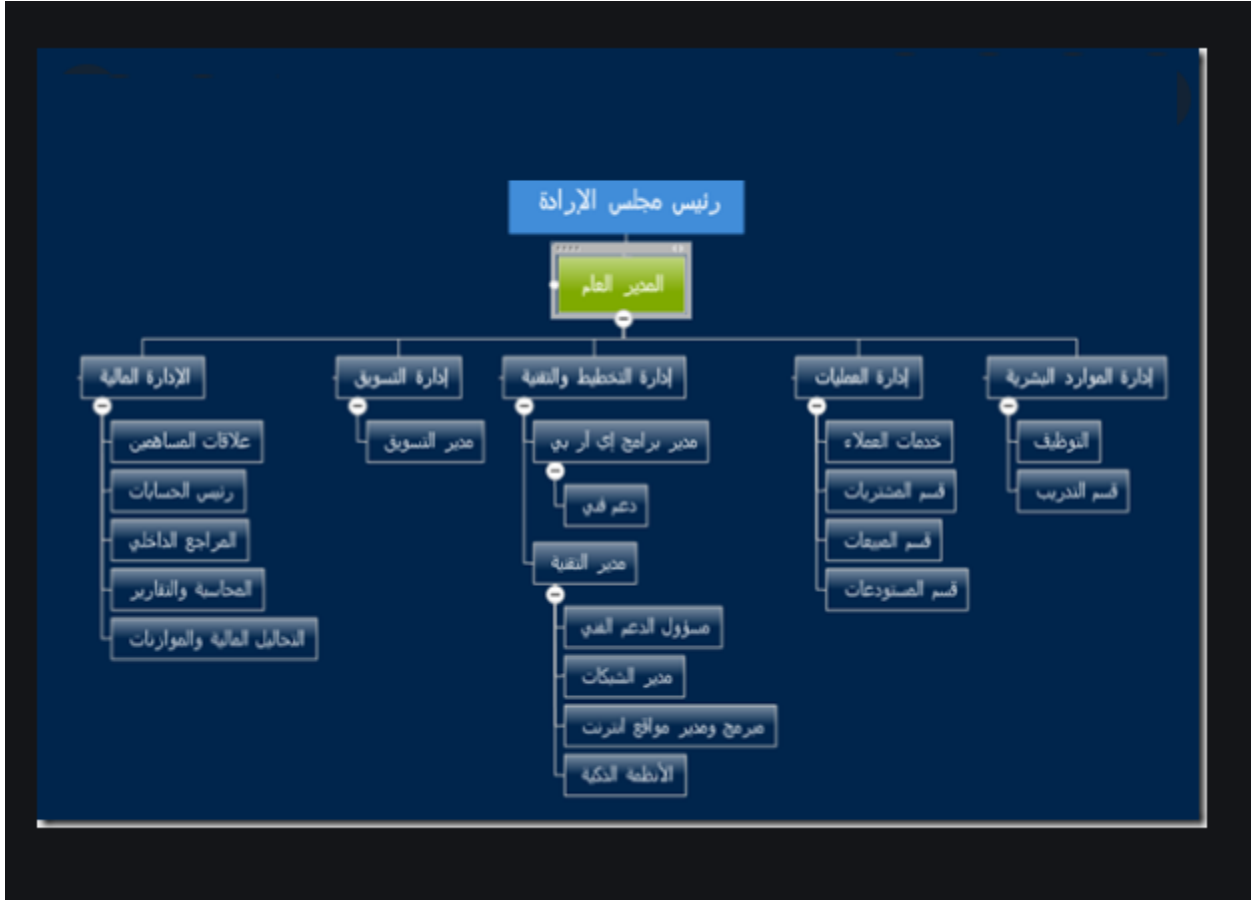 رئيس مجلس الإرادة
المدير العام
إدارة الموارد البشرية
التوظيف
قسم التدريب
إدارة العمليات
خدمات العملاء
قسم المشتريات
قسم المبيعات
قسم المستودعات
إدارة التخطيط والتقنية
مدير برامج إي آر بي
دعم فني
مدير التقنية
مسؤول الدعم الفني
مدير الشبكات
مبرمج ومدير مواقع انترنت
الأنظمة الذكية
إدارة التسويق
مدير التسويق
الإدارة المالية
علاقات المساهمين
رئيس الحسابات
المراجع الداخلي
المحاسبة والتقارير
التحاليل المالية والموازنات